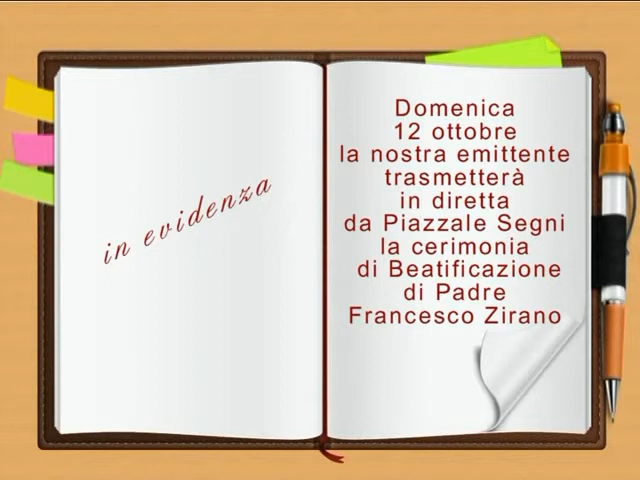 in evidenza
Domenica
12 ottobre
la nostra emittente
trasmetterà
in diretta
da Piazzale Segni
la cerimonia
di Beatificazione
di Padre
Francesco Zirano